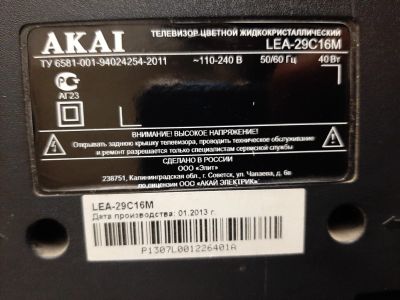 AKAI
ТЕЛЕВИЗОР ЦВЕТНОЙ ЖИДКОКРИСТАЛЛИЧЕСКИЙ
LEA-29C16M
ТУ 6581-001-94024254-2011
~110-240 В
50/60 Гц
40 Вт
АГ23
ВНИМАНИЕ! ВЫСОКОЕ НАПРЯЖЕНИЕ!
Открывать заднюю крышку телевизора, проводить техническое обслуживание
и ремонт разрешается только специалистам сервисной службы
СДЕЛАНО В РОССИИ
ООО «Элит»
238751, Калининградская обл., г. Советск, ул. Чапаева, д. 6в
по лицензии ООО «АКАЙ ЭЛЕКТРИК»
LEA-29C16M
Дата производства: 01.2013 г.
P1307L001226401A